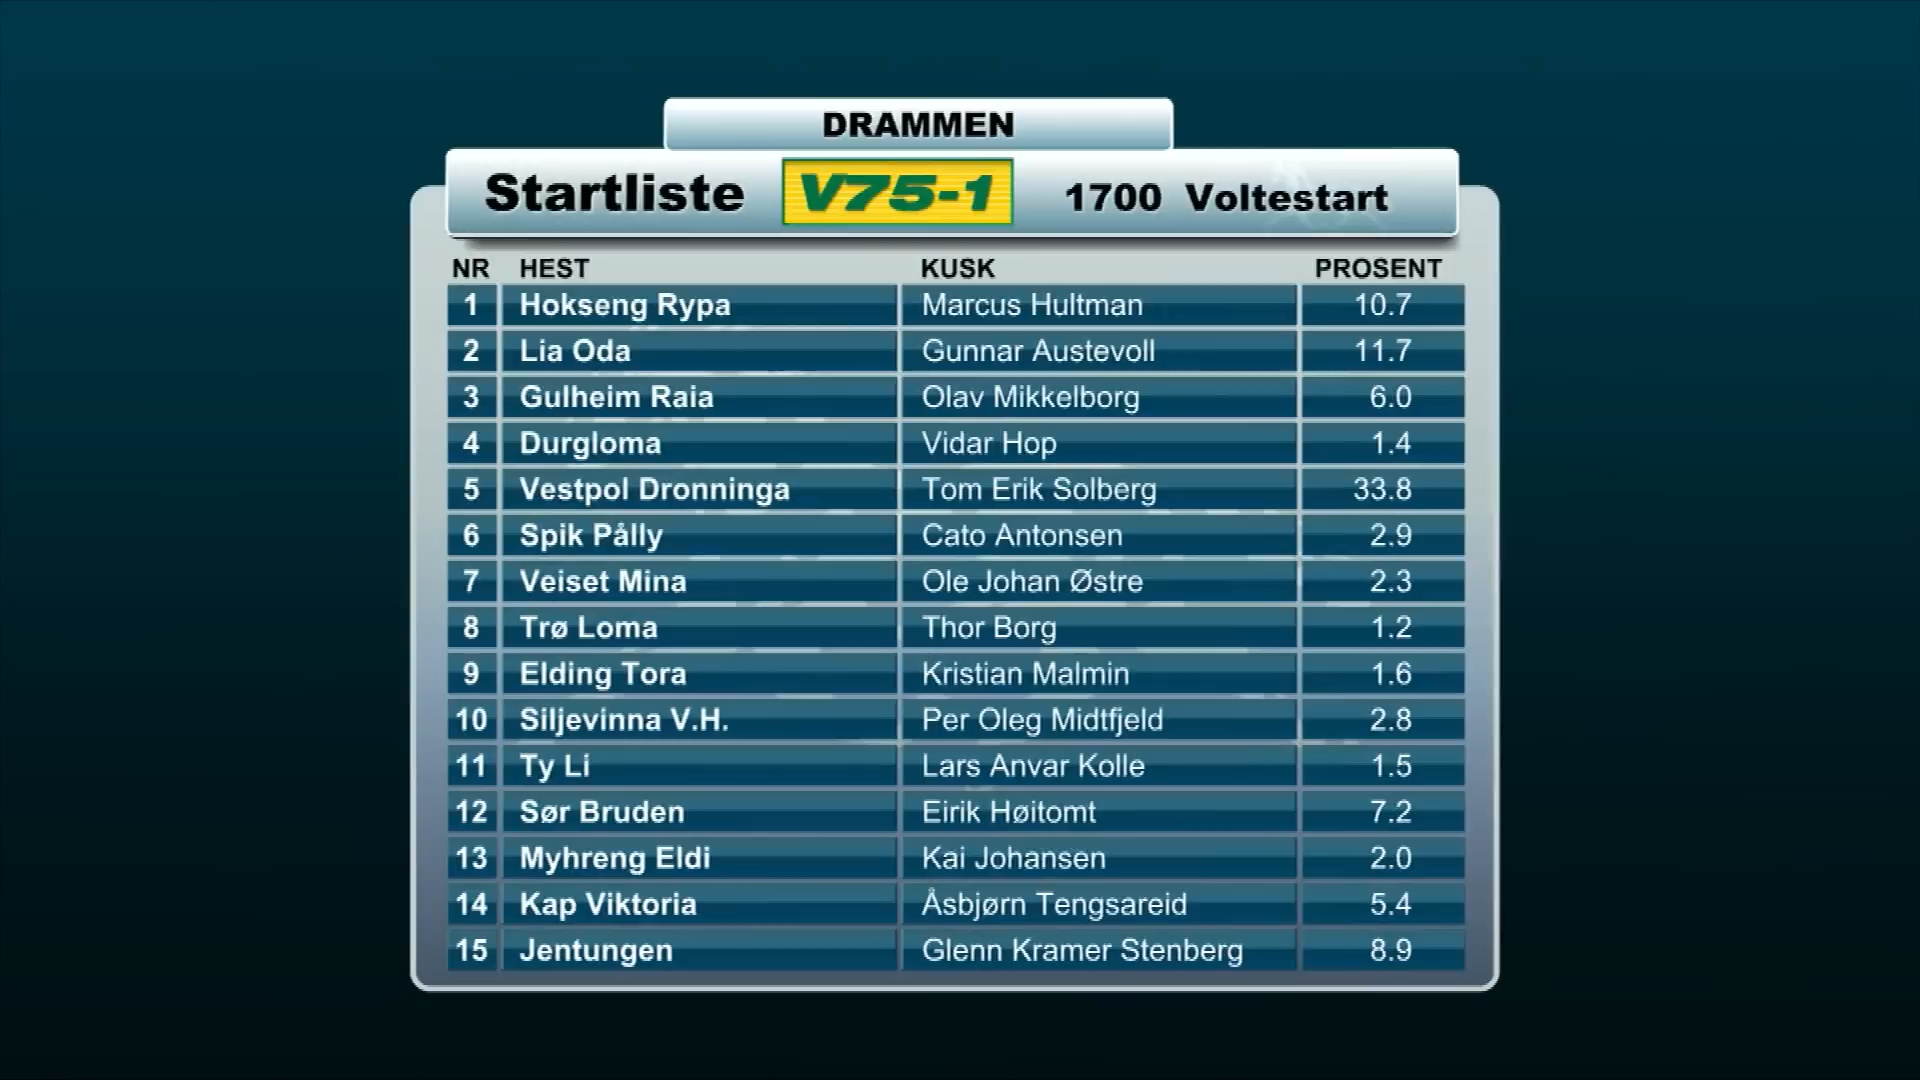 DRAMMEN
Startliste V75-1 1700 Voltestart
NR HEST KUSK PROSENT
1 Hokseng Rypa Marcus Hultman 10.7
2 Lia Oda Gunnar Austevoll 11.7
3 Gulheim Raia Olav Mikkelborg 6.0
4 Durgloma Vidar Hop 1.4
5 Vestpol Dronninga Tom Erik Solberg 33.8
6 Spik Pålly Cato Antonsen 2.9
7 Veiset Mina Ole Johan Østre 2.3
8 Trø Loma Thor Borg 1.2
9 Elding Tora Kristian Malmin 1.6
10 Siljevinna V.H. Per Oleg Midtfjeld 2.8
11 Ty Li Lars Anvar Kolle 1.5
12 Sør Bruden Eirik Høitomt 7.2
13 Myhreng Eldi Kai Johansen 2.0
14 Kap Viktoria Åsbjørn Tengsareid 5.4
15 Jentungen Glenn Kramer Stenberg 8.9